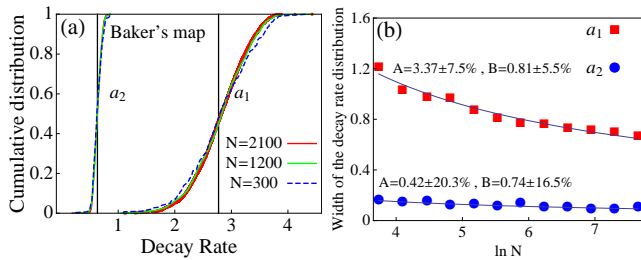 (a)
Baker's map
a₂
a₁
N=2100
N=1200
N=300
Cumulative distribution
1
0.8
0.6
0.4
0.2
0
0 1 2 3 4
Decay Rate
(b)
a₁
a₂
A=3.37±7.5% , B=0.81±5.5%
A=0.42±20.3%, B=0.74±16.5%
Width of the decay rate distribution
1.6
1.2
0.8
0.4
0
4 5 6 7
ln N